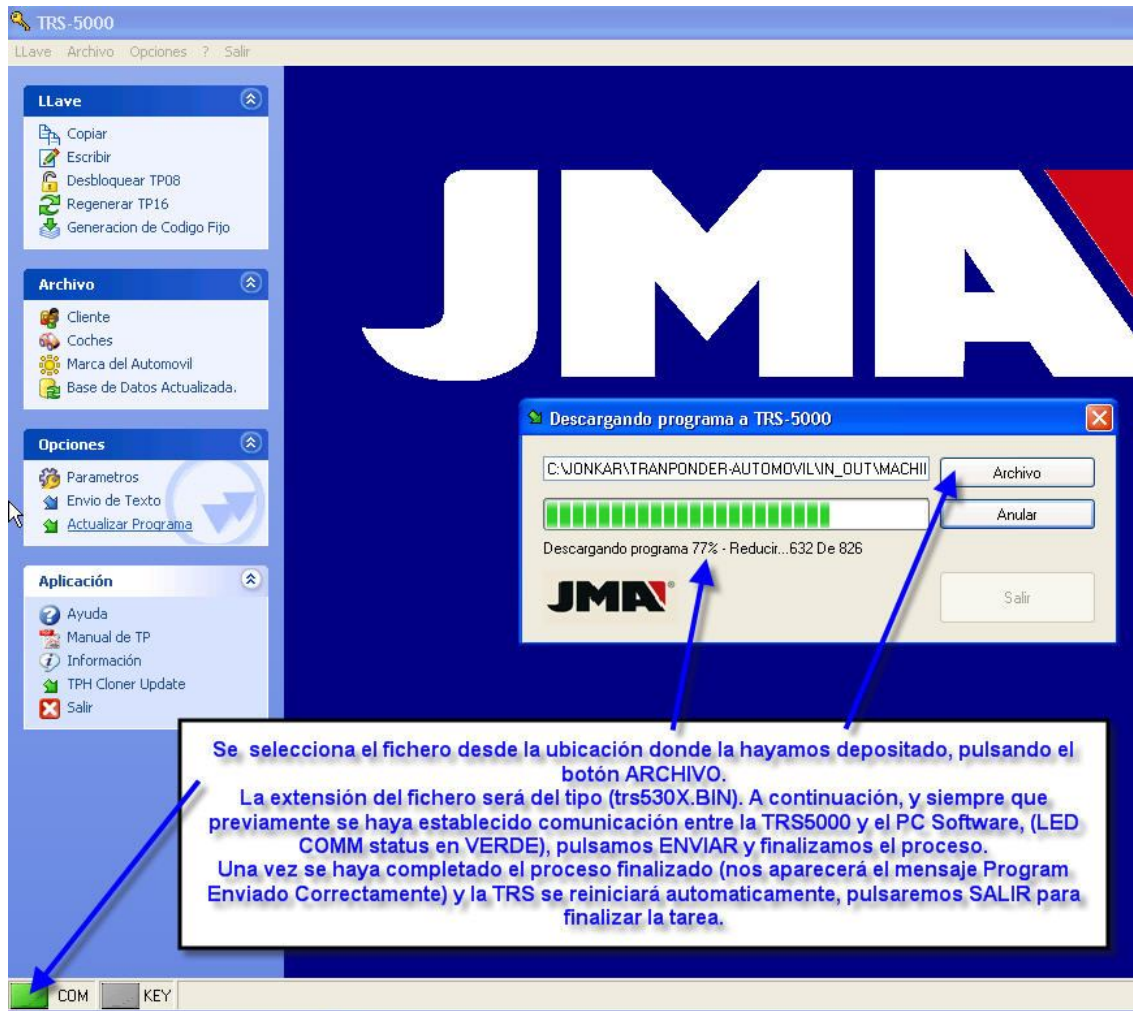 TRS-5000
LLave Archivo Opciones ? Salir
LLave
Copiar
Escribir
Desbloquear TP08
Regenerar TP16
Generacion de Codigo Fijo
Archivo
Cliente
Coches
Marca del Automovil
Base de Datos Actualizada.
Opciones
Parametros
Envio de Texto
Actualizar Programa
Aplicación
Ayuda
Manual de TP
Información
TPH Cloner Update
Salir
JMA
Descargando programa a TRS-5000
C:\JONKAR\TRANPONDER-AUTOMOVIL\IN_OUT\MACHII
Archivo
Anular
Descargando programa 77% - Reducir...632 De 826
JMA®
Salir
Se selecciona el fichero desde la ubicación donde la hayamos depositado, pulsando el
botón ARCHIVO.
La extensión del fichero será del tipo (trs530X.BIN). A continuación, y siempre que
previamente se haya establecido comunicación entre la TRS5000 y el PC Software, (LED
COMM status en VERDE), pulsamos ENVIAR y finalizamos el proceso.
Una vez se haya completado el proceso finalizado (nos aparecerá el mensaje Program
Enviado Correctamente) y la TRS se reiniciará automaticamente, pulsaremos SALIR para
finalizar la tarea.
COM KEY